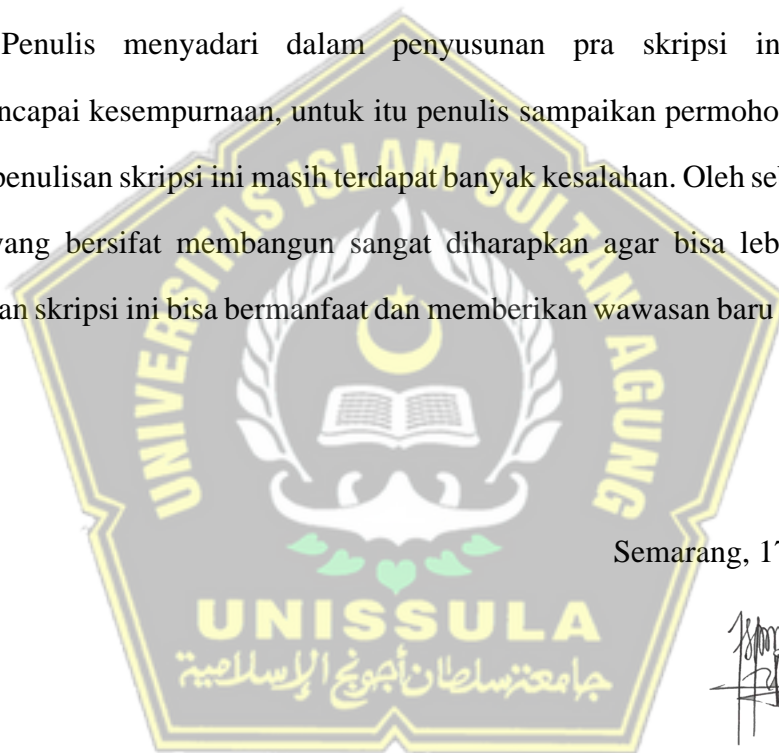 Penulis menyadari dalam penyusunan pra skripsi in
ncapai kesempurnaan, untuk itu penulis sampaikan permoho
penulisan skripsi ini masih terdapat banyak kesalahan. Oleh se
yang bersifat membangun sangat diharapkan agar bisa leb
an skripsi ini bisa bermanfaat dan memberikan wawasan baru
UNIVERSITAS ISLAM SULTAN AGUNG
Semarang, 17
UNISSULA
جامعة سلطان أجونج الإسلامية